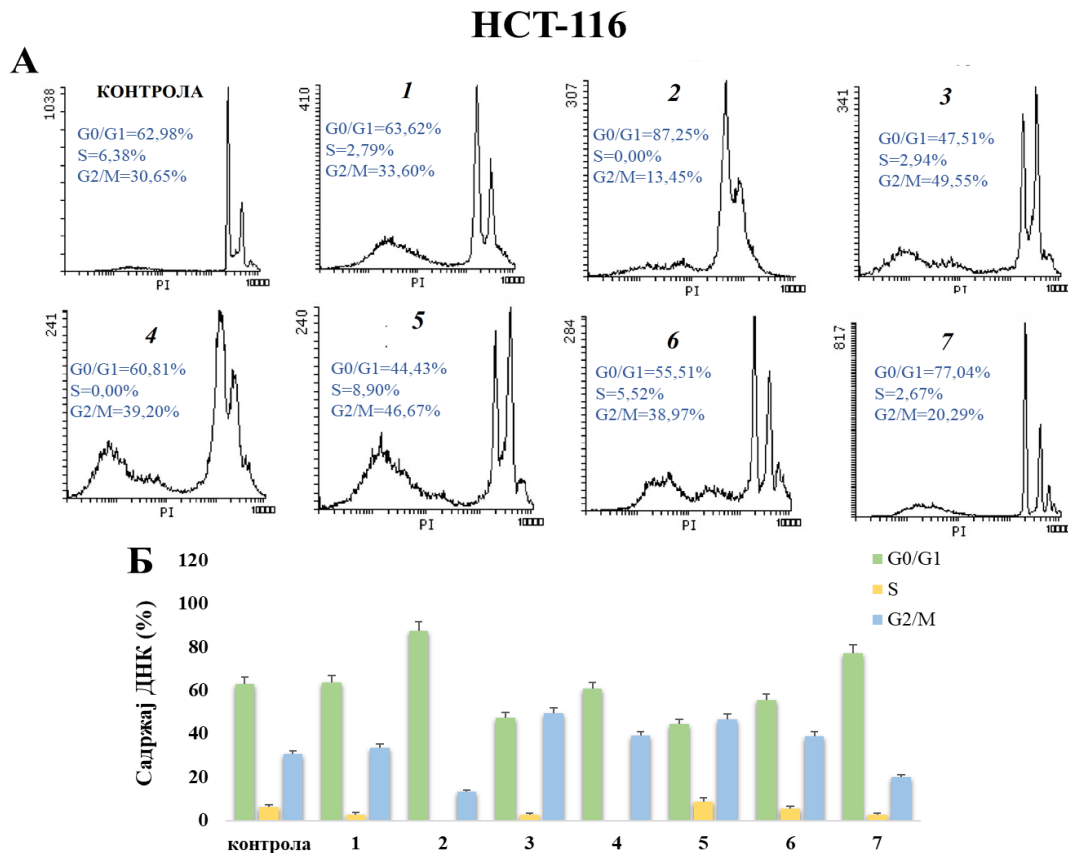 HCT-116
А
КОНТРОЛА
G0/G1=62,98%
S=6,38%
G2/M=30,65%
1038
PI
10000
1
G0/G1=63,62%
S=2,79%
G2/M=33,60%
410
PI
10000
2
G0/G1=87,25%
S=0,00%
G2/M=13,45%
307
PI
10000
3
G0/G1=47,51%
S=2,94%
G2/M=49,55%
341
PI
10000
4
G0/G1=60,81%
S=0,00%
G2/M=39,20%
241
PI
10000
5
G0/G1=44,43%
S=8,90%
G2/M=46,67%
240
PI
10000
6
G0/G1=55,51%
S=5,52%
G2/M=38,97%
284
PI
10000
7
G0/G1=77,04%
S=2,67%
G2/M=20,29%
817
PI
10000
Б
Садржај ДНК (%)
120
100
80
60
40
20
0
G0/G1
S
G2/M
контрола 1 2 3 4 5 6 7